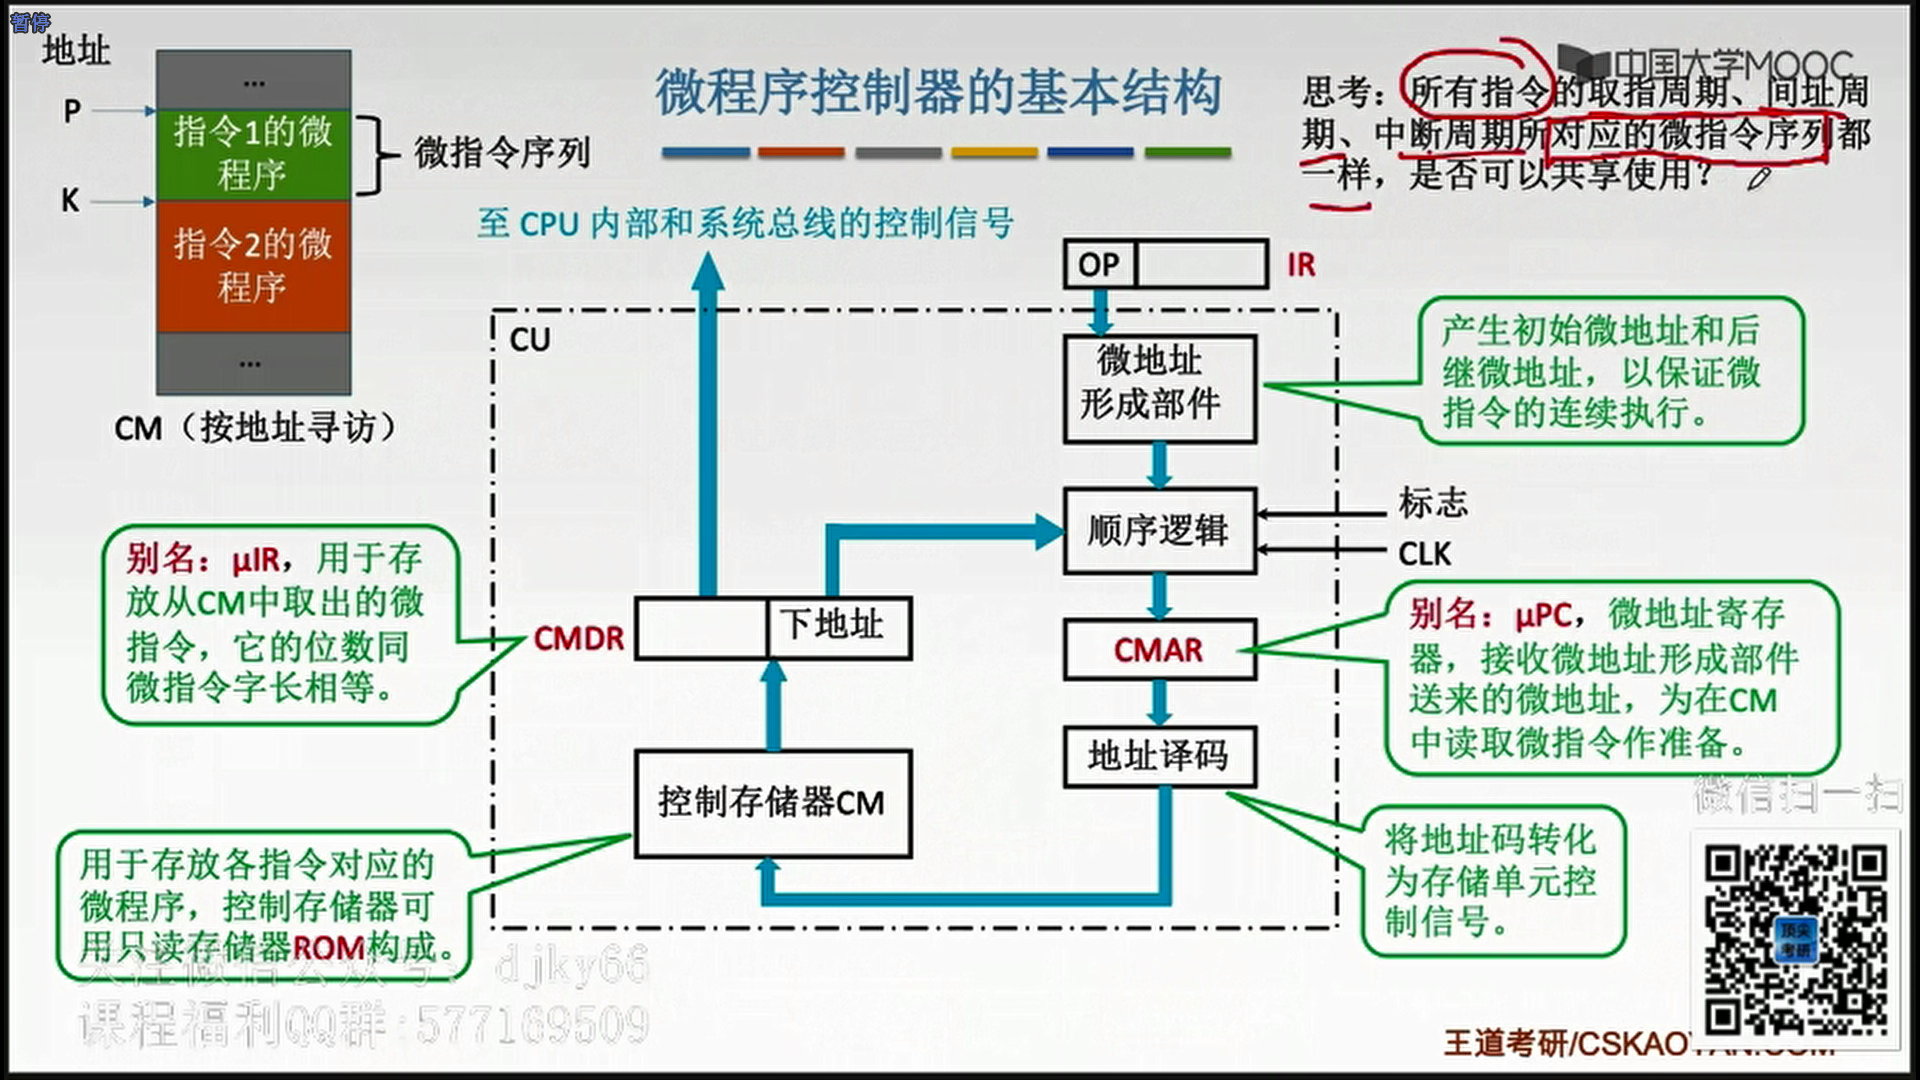 暂停
地址
P
K
...
指令1的微
程序
指令2的微
程序
...
微指令序列
CM（按地址寻访）
微程序控制器的基本结构
中国大学MOOC
思考：所有指令的取指周期、间址周
期、中断周期所对应的微指令序列都
一样，是否可以共享使用？
至 CPU 内部和系统总线的控制信号
OP
IR
CU
微地址
形成部件
产生初始微地址和后
继微地址，以保证微
指令的连续执行。
顺序逻辑
标志
CLK
别名：μIR，用于存
放从CM中取出的微
指令，它的位数同
微指令字长相等。
CMDR
下地址
CMAR
别名：μPC，微地址寄存
器，接收微地址形成部件
送来的微地址，为在CM
中读取微指令作准备。
地址译码
控制存储器CM
将地址码转化
为存储单元控
制信号。
用于存放各指令对应的
微程序，控制存储器可
用只读存储器ROM构成。
关注微信公众号：djky66
课程福利QQ群:577169509
微信扫一扫
顶尖
考研
王道考研/CSKAOYAN.COM